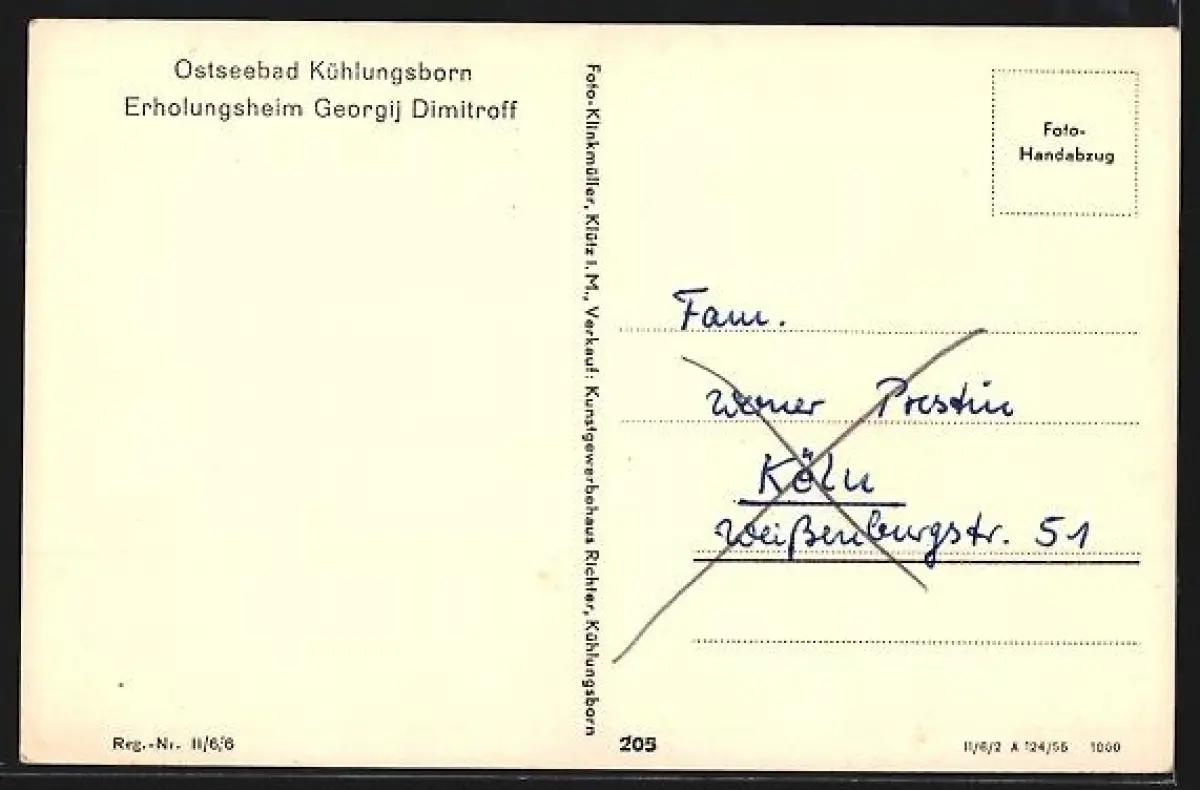 Ostseebad Kühlungsborn
Erholungsheim Georgij Dimitroff
Foto-Klinkmüller, Klütz i. M., Verkauf: Kunstgewerbehaus Richter, Kühlungsborn
Foto-
Handabzug
Fam.
Werner Prestin
Köln
Weißenburgstr. 51
Reg.-Nr. II/6/6
205
II/6/2 A 124/56 1000